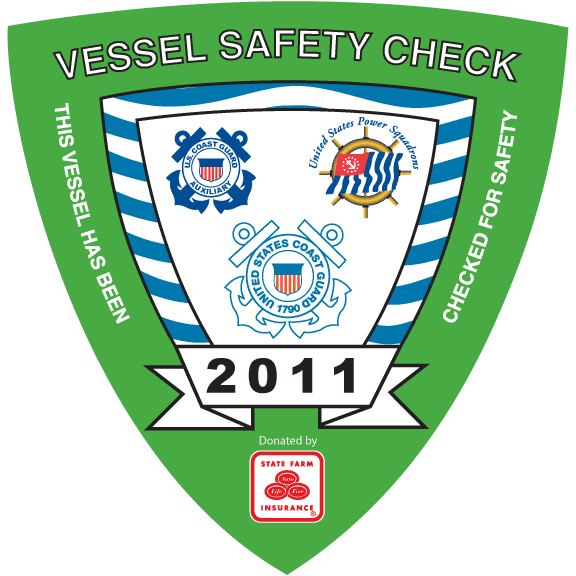 VESSEL SAFETY CHECK
THIS VESSEL HAS BEEN
CHECKED FOR SAFETY
U.S. COAST GUARD
AUXILIARY
United States Power Squadrons
UNITED STATES COAST GUARD
1790
2011
Donated by
STATE FARM
Auto
Life Fire
INSURANCE
®